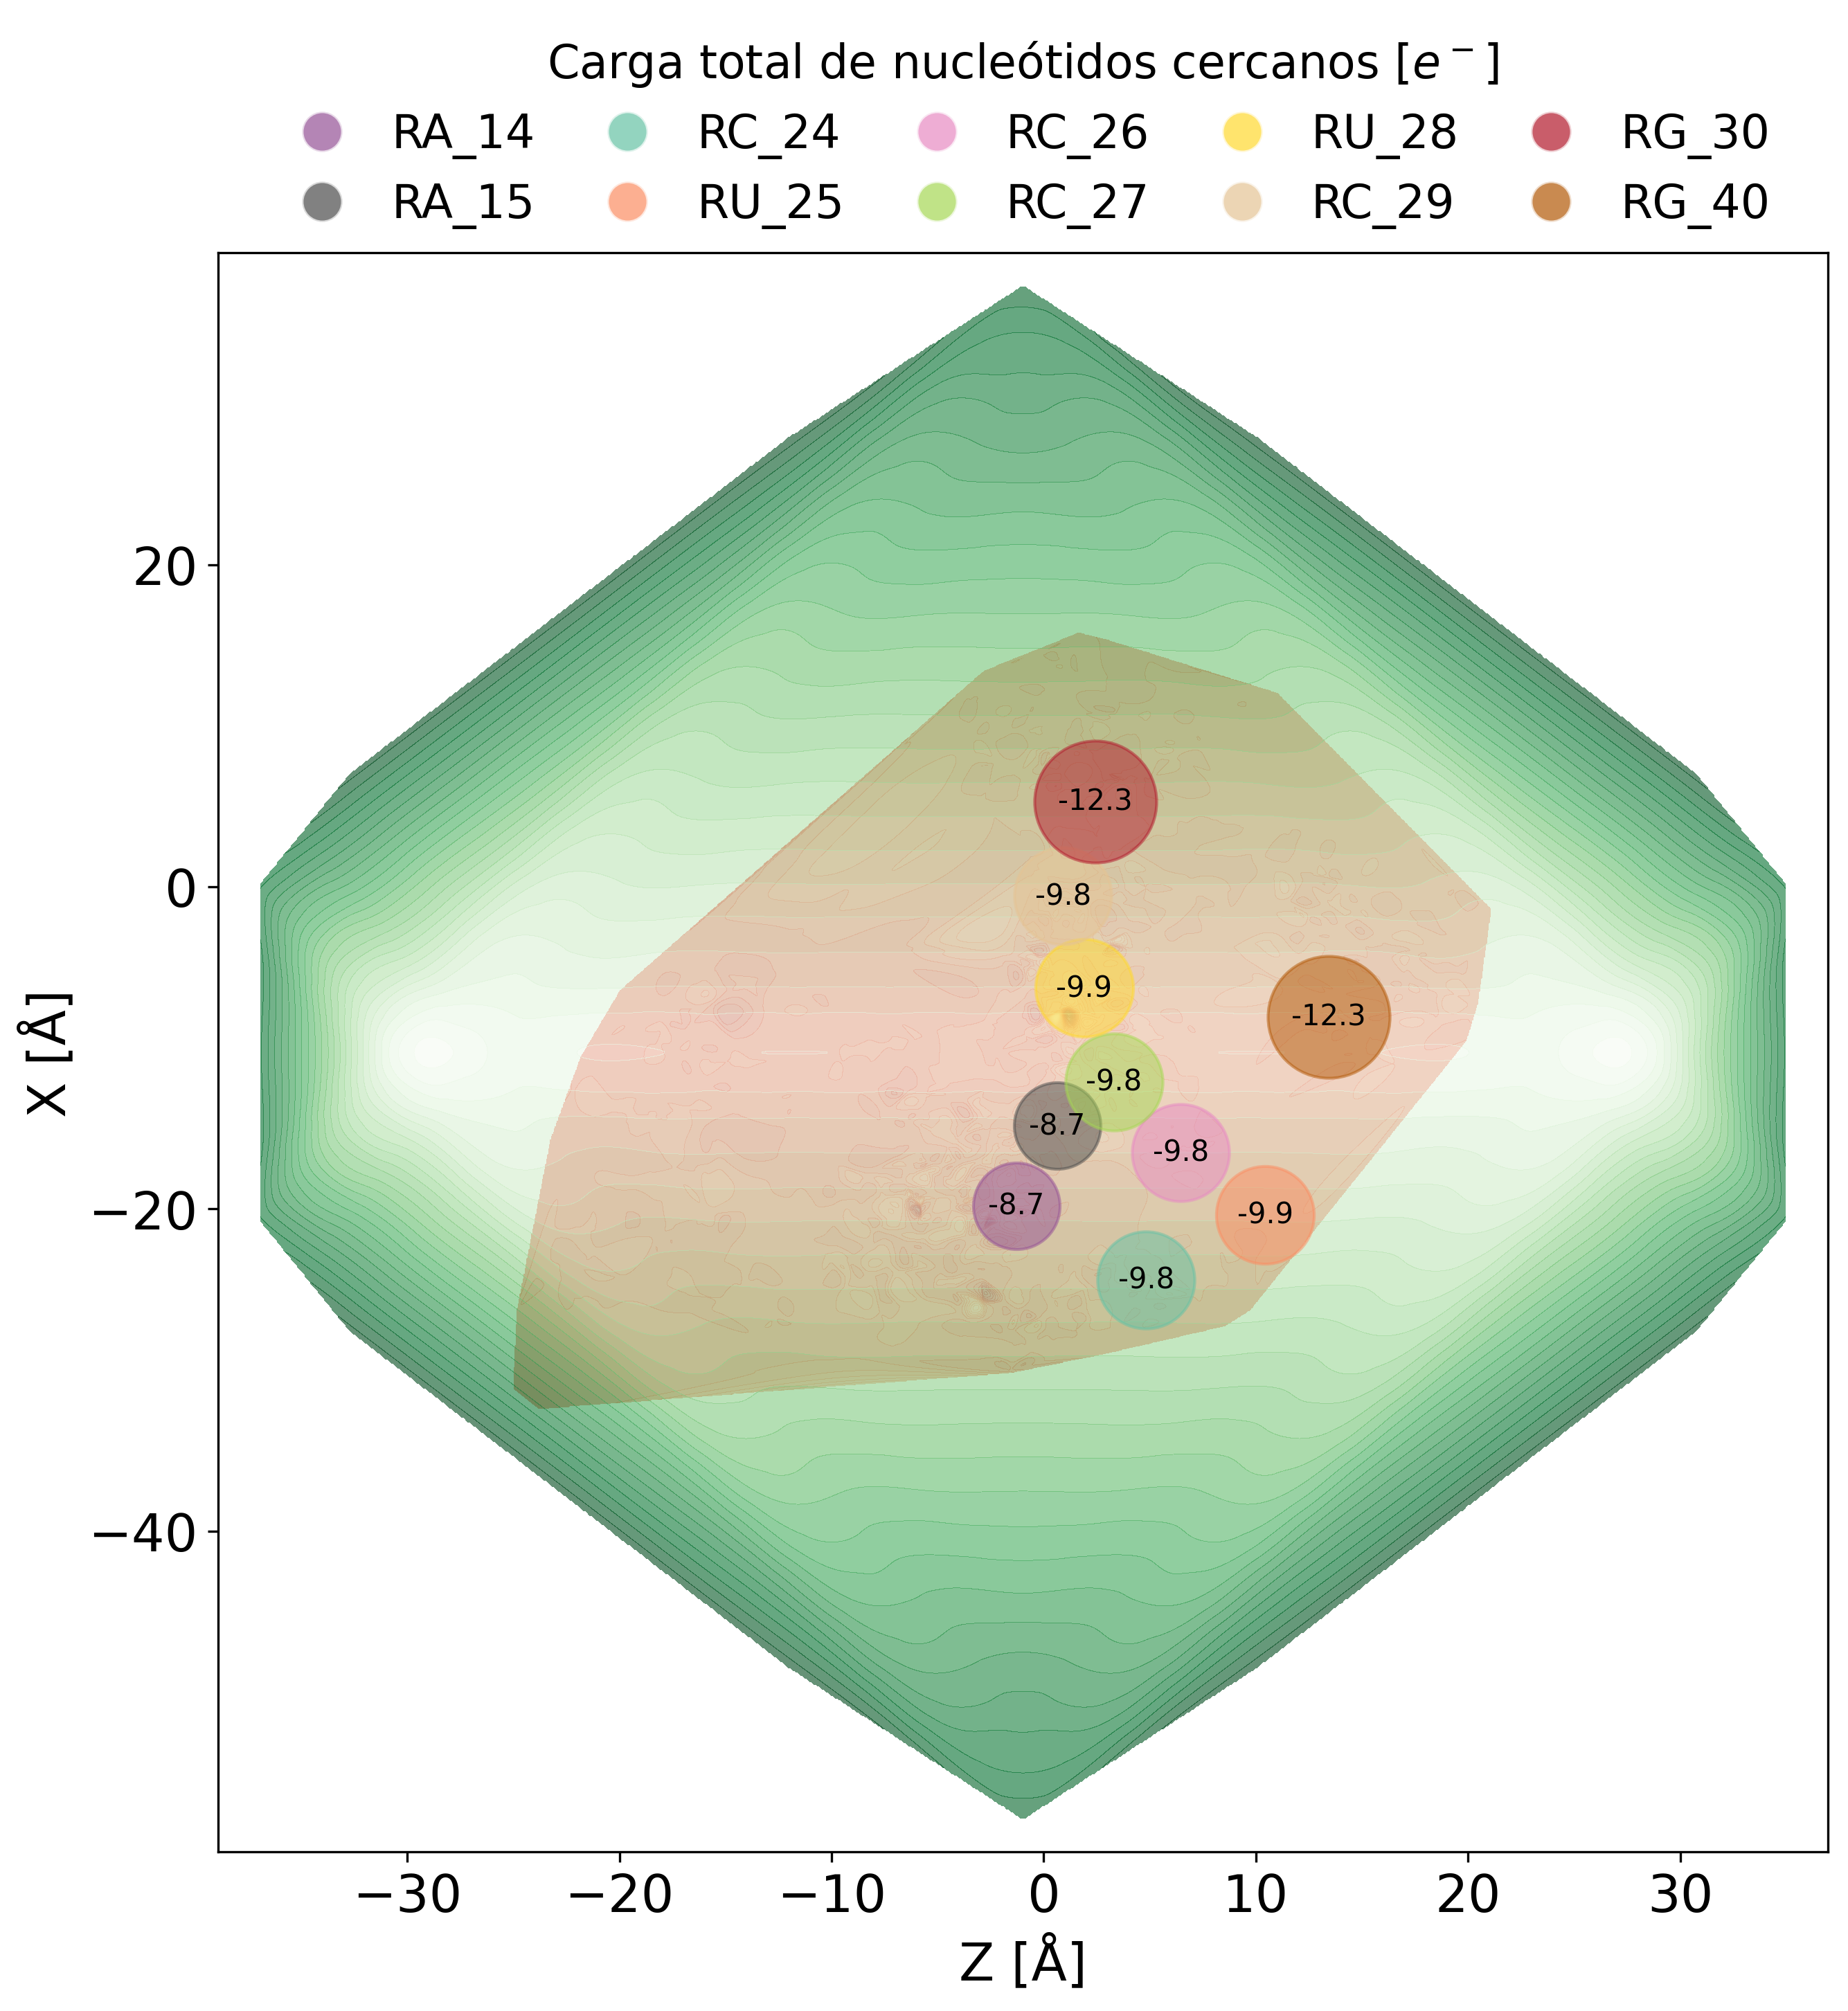 Carga total de nucleótidos cercanos [e⁻]
RA_14 RC_24 RC_26 RU_28 RG_30
RA_15 RU_25 RC_27 RC_29 RG_40
20
0
−20
−40
X [Å]
-12.3
-9.8
-9.9
-12.3
-9.8
-8.7
-9.8
-8.7
-9.9
-9.8
−30 −20 −10 0 10 20 30
Z [Å]